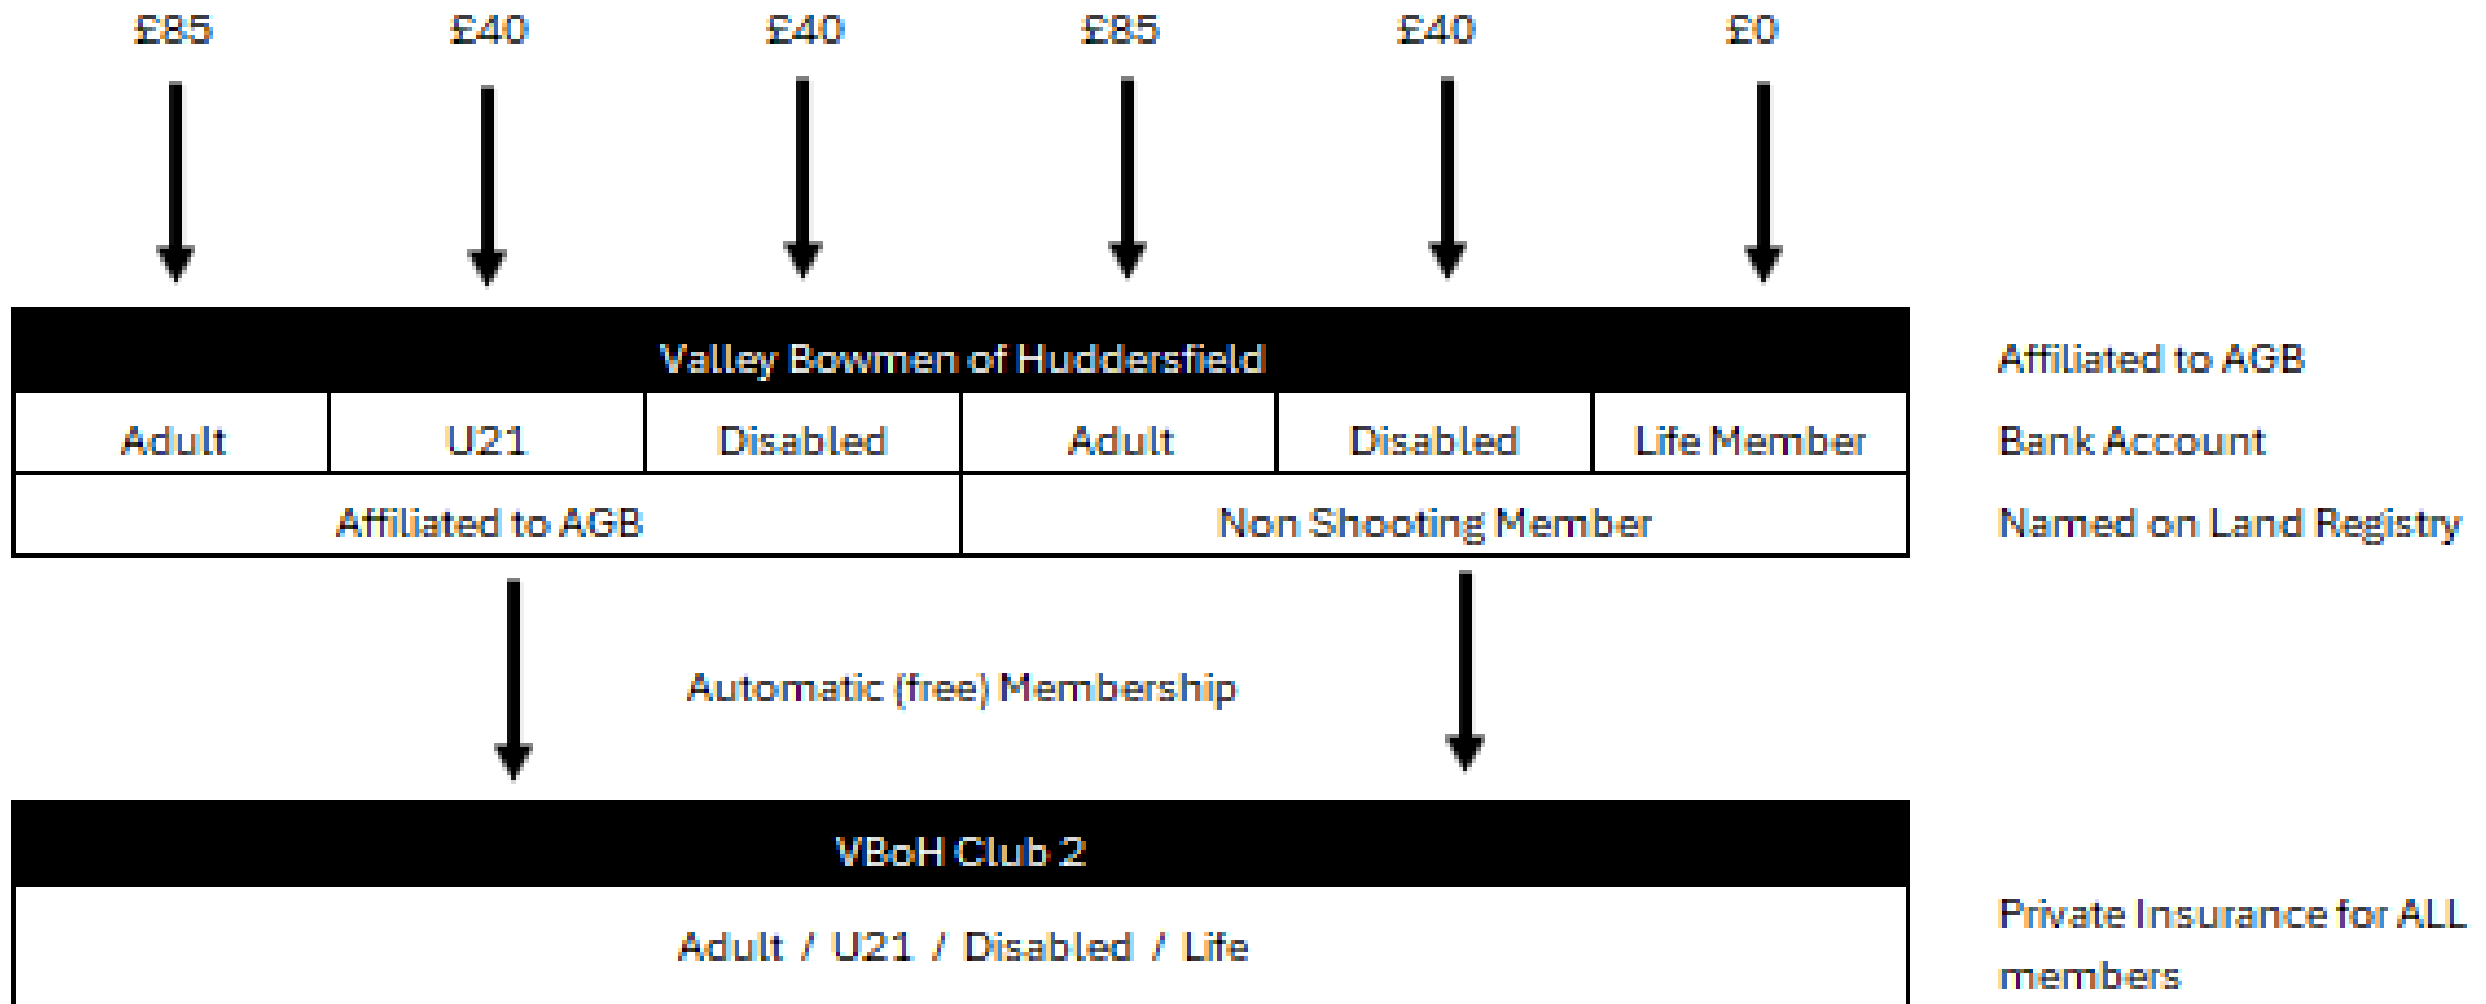 £85 £40 £40 £85 £40 £0
Valley Bowmen of Huddersfield Affiliated to AGB
Adult U21 Disabled Adult Disabled Life Member Bank Account
Affiliated to AGB Non Shooting Member Named on Land Registry
Automatic (free) Membership
VBoH Club 2
Adult / U21 / Disabled / Life
Private Insurance for ALL
members